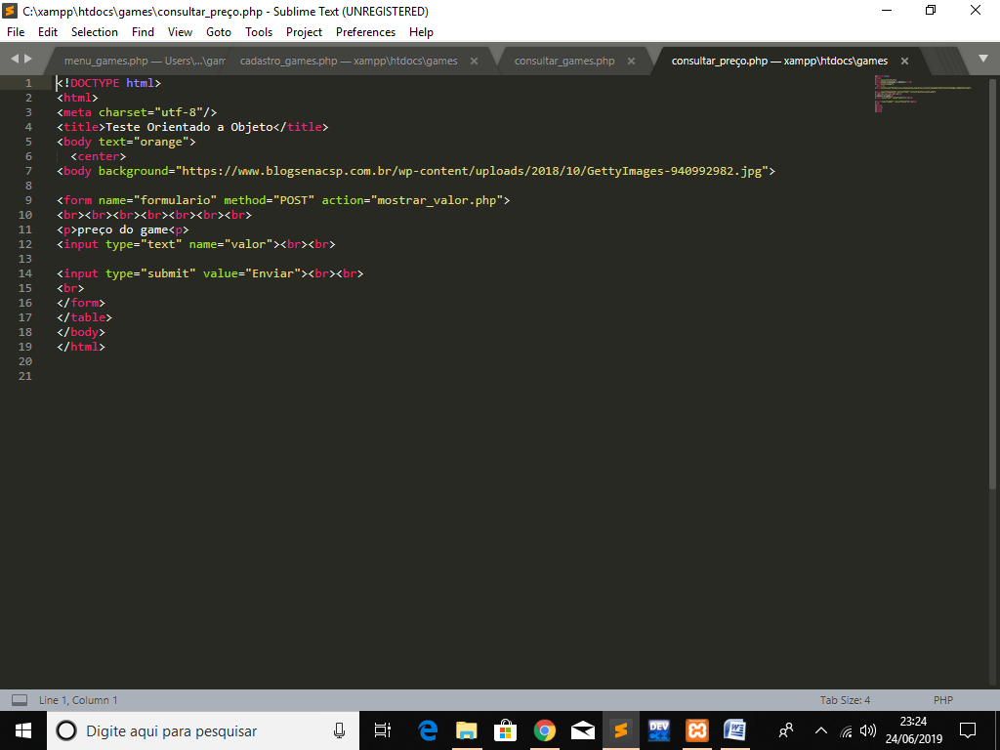 C:\xampp\htdocs\games\consultar_preço.php - Sublime Text (UNREGISTERED)
File Edit Selection Find View Goto Tools Project Preferences Help
menu_games.php — Users\...\gam cadastro_games.php — xampp\htdocs\games consultar_games.php consultar_preço.php — xampp\htdocs\games
1 <!DOCTYPE html>
2 <html>
3 <meta charset="utf-8"/>
4 <title>Teste Orientado a Objeto</title>
5 <body text="orange">
6 <center>
7 <body background="https://www.blogsenacsp.com.br/wp-content/uploads/2018/10/GettyImages-940992982.jpg">
8
9 <form name="formulario" method="POST" action="mostrar_valor.php">
10 <br><br><br><br><br><br><br>
11 <p>preço do game<p>
12 <input type="text" name="valor"><br><br>
13
14 <input type="submit" value="Enviar"><br><br>
15 <br>
16 </form>
17 </table>
18 </body>
19 </html>
20
21
Line 1, Column 1 Tab Size: 4 PHP
Digite aqui para pesquisar
DEV
C++
W
23:24
24/06/2019